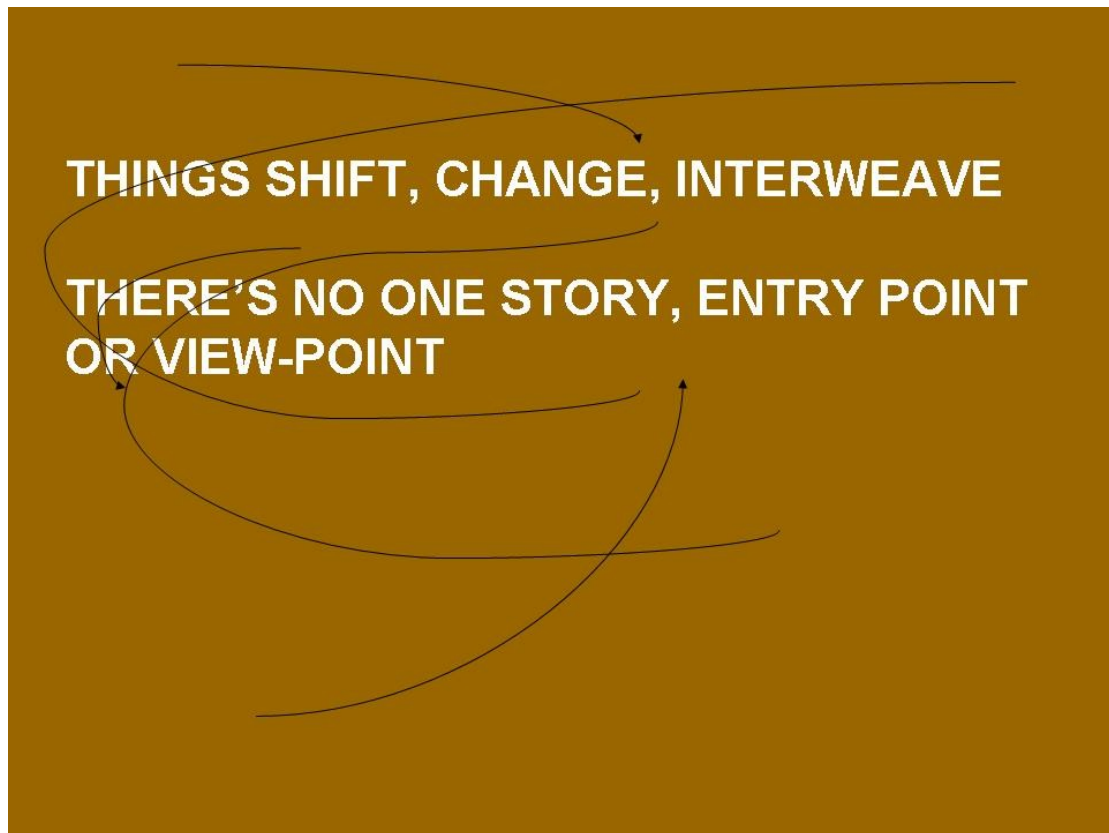 THINGS SHIFT, CHANGE, INTERWEAVE
THERE’S NO ONE STORY, ENTRY POINT
OR VIEW-POINT